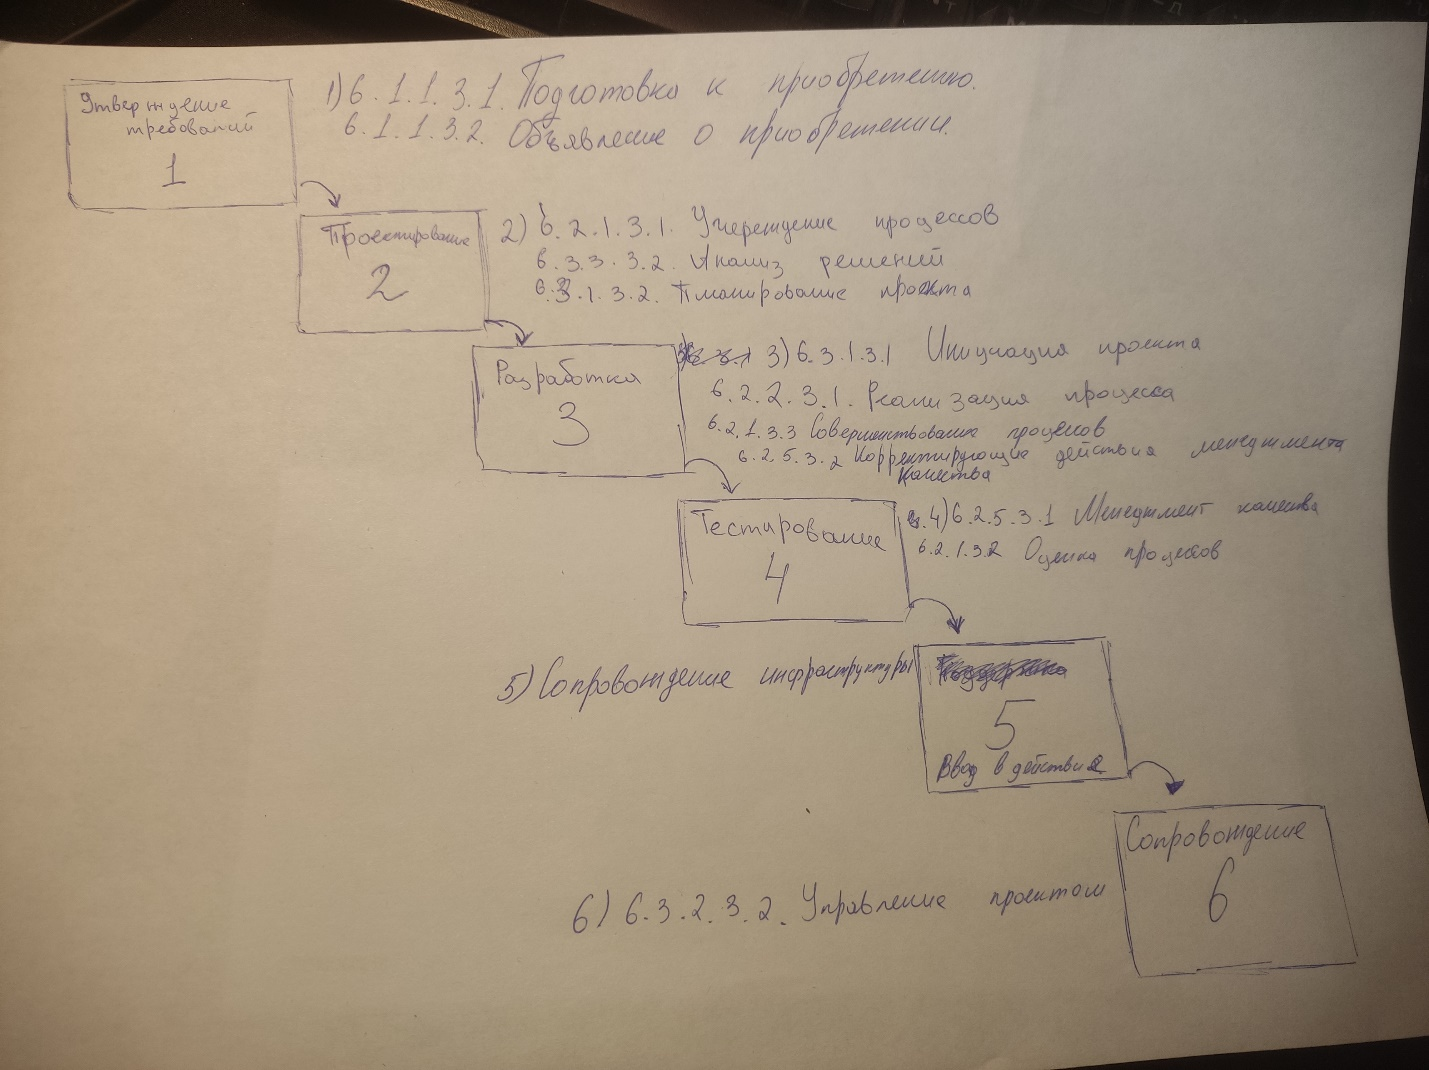 Утверждение
требований
1
1) 6.1.1.3.1. Подготовка к приобретению.
6.1.1.3.2. Объявление о приобретении.
Проектирование
2
2) 6.2.1.3.1. Учереждение процессов
6.3.3.3.2. Анализ решений
6.3.1.3.2. Планирование проекта
Разработка
3
3) 6.3.1.3.1 Инициация проекта
6.2.2.3.1. Реализация процесса
6.2.1.3.3 Совершенствование процесов
6.2.5.3.2 Корректирующие действия менеджмента
качества
Тестирование
4
4) 6.2.5.3.1 Менеджмент качества
6.2.1.3.2 Оценка процессов
5) Сопровождение инфраструктуры
5
Ввод в действие
Сопровождение
6
6) 6.3.2.3.2. Управление проектом